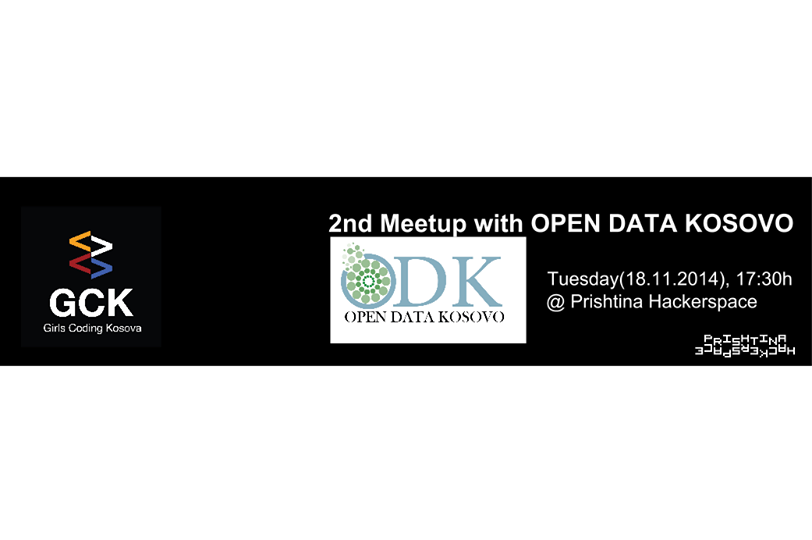 GCK
Girls Coding Kosova
2nd Meetup with OPEN DATA KOSOVO
ODK
OPEN DATA KOSOVO
Tuesday(18.11.2014), 17:30h
@ Prishtina Hackerspace
PRISHTINA
HACKERSPACE